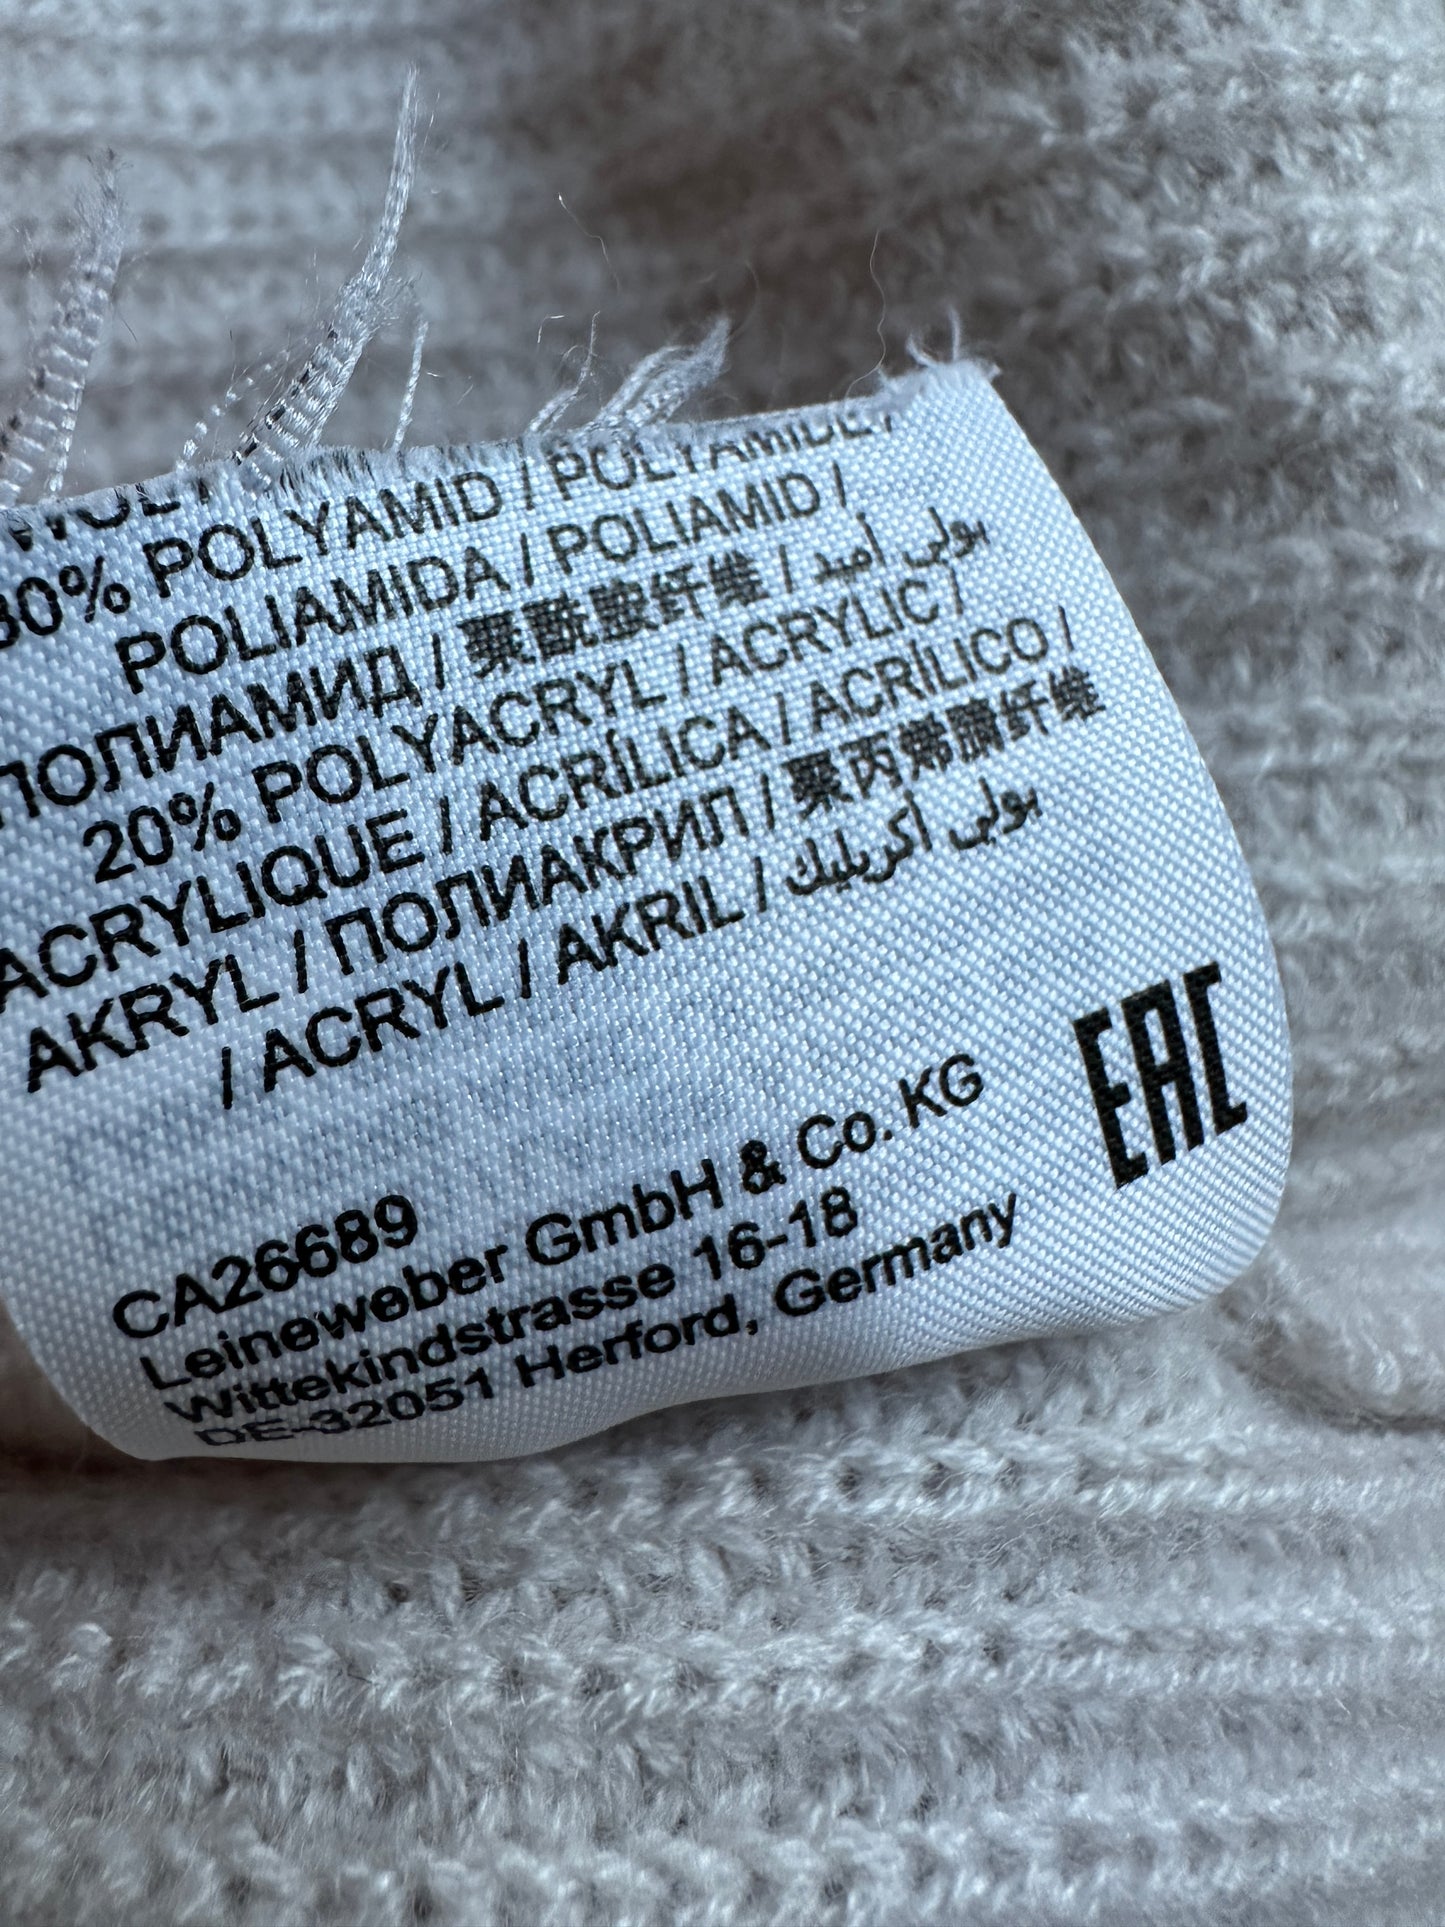 30% POLYAMID / POLYAMIDE /
POLIAMIDA / POLIAMID /
ПОЛИАМИД / 聚酰胺纤维 / بولي أميد
20% POLYACRYL / ACRYLIC /
ACRYLIQUE / ACRÍLICA / ACRÍLICO /
AKRYL / ПОЛИАКРИЛ / 聚丙烯腈纤维
/ ACRYL / AKRIL / بولي أكريليك
EAC
CA26689
Leineweber GmbH & Co. KG
Wittekindstrasse 16-18
DE-32051 Herford, Germany